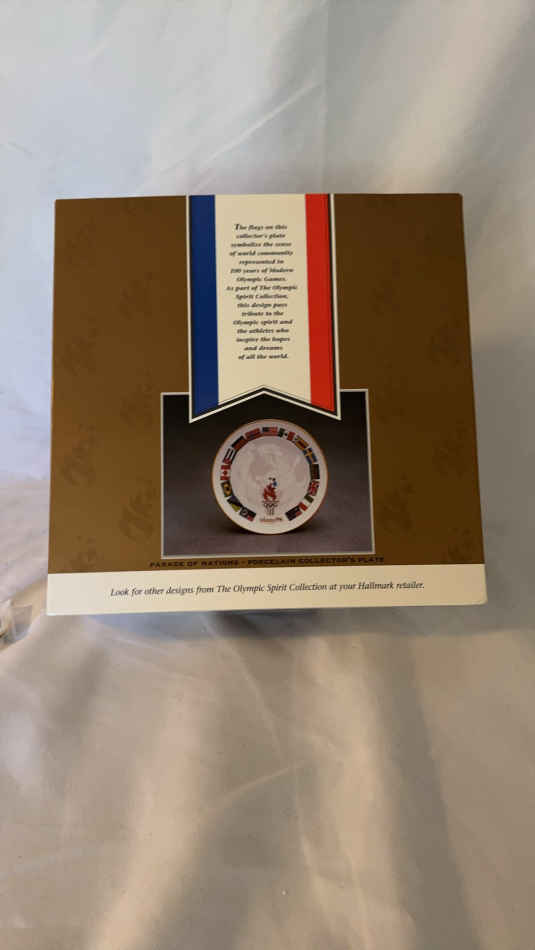 The flags on this
collector's plate
symbolize the sense
of world community
represented in
100 years of Modern
Olympic Games.
As part of The Olympic
Spirit Collection,
this design pays
tribute to the
Olympic spirit and
the athletes who
inspire the hopes
and dreams
of all the world.
PARADE OF NATIONS • PORCELAIN COLLECTOR'S PLATE
Look for other designs from The Olympic Spirit Collection at your Hallmark retailer.